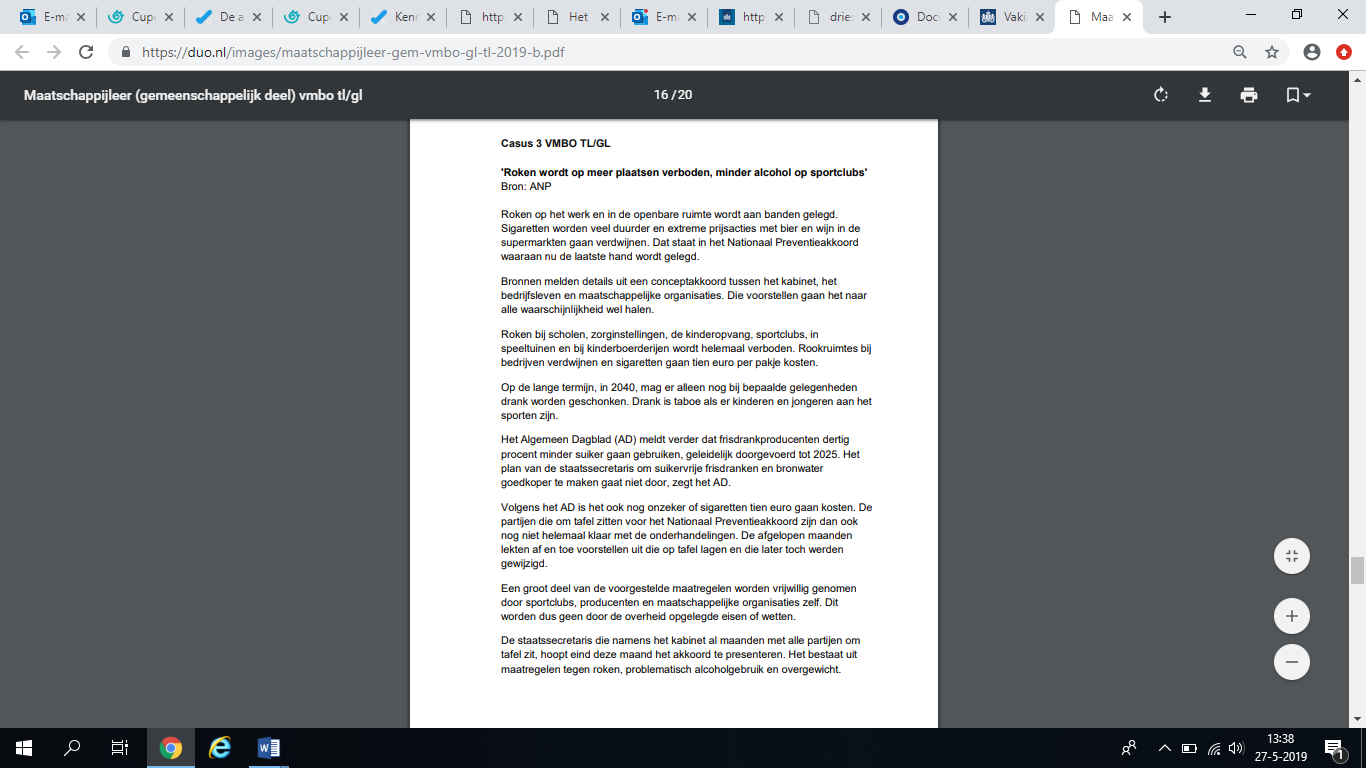 E-ma
Cupe
De a
Cupe
Kenn
http
Het
E-ma
http
dries
Docu
Vaki
Maa
https://duo.nl/images/maatschappijleer-gem-vmbo-gl-tl-2019-b.pdf
Maatschappijleer (gemeenschappelijk deel) vmbo tl/gl
16 / 20
Casus 3 VMBO TL/GL
'Roken wordt op meer plaatsen verboden, minder alcohol op sportclubs'
Bron: ANP
Roken op het werk en in de openbare ruimte wordt aan banden gelegd.
Sigaretten worden veel duurder en extreme prijsacties met bier en wijn in de
supermarkten gaan verdwijnen. Dat staat in het Nationaal Preventieakkoord
waaraan nu de laatste hand wordt gelegd.
Bronnen melden details uit een conceptakkoord tussen het kabinet, het
bedrijfsleven en maatschappelijke organisaties. Die voorstellen gaan het naar
alle waarschijnlijkheid wel halen.
Roken bij scholen, zorginstellingen, de kinderopvang, sportclubs, in
speeltuinen en bij kinderboerderijen wordt helemaal verboden. Rookruimtes bij
bedrijven verdwijnen en sigaretten gaan tien euro per pakje kosten.
Op de lange termijn, in 2040, mag er alleen nog bij bepaalde gelegenheden
drank worden geschonken. Drank is taboe als er kinderen en jongeren aan het
sporten zijn.
Het Algemeen Dagblad (AD) meldt verder dat frisdrankproducenten dertig
procent minder suiker gaan gebruiken, geleidelijk doorgevoerd tot 2025. Het
plan van de staatssecretaris om suikervrije frisdranken en bronwater
goedkoper te maken gaat niet door, zegt het AD.
Volgens het AD is het ook nog onzeker of sigaretten tien euro gaan kosten. De
partijen die om tafel zitten voor het Nationaal Preventieakkoord zijn dan ook
nog niet helemaal klaar met de onderhandelingen. De afgelopen maanden
lekten af en toe voorstellen uit die op tafel lagen en die later toch werden
gewijzigd.
Een groot deel van de voorgestelde maatregelen worden vrijwillig genomen
door sportclubs, producenten en maatschappelijke organisaties zelf. Dit
worden dus geen door de overheid opgelegde eisen of wetten.
De staatssecretaris die namens het kabinet al maanden met alle partijen om
tafel zit, hoopt eind deze maand het akkoord te presenteren. Het bestaat uit
maatregelen tegen roken, problematisch alcoholgebruik en overgewicht.
13:38
27-5-2019
1